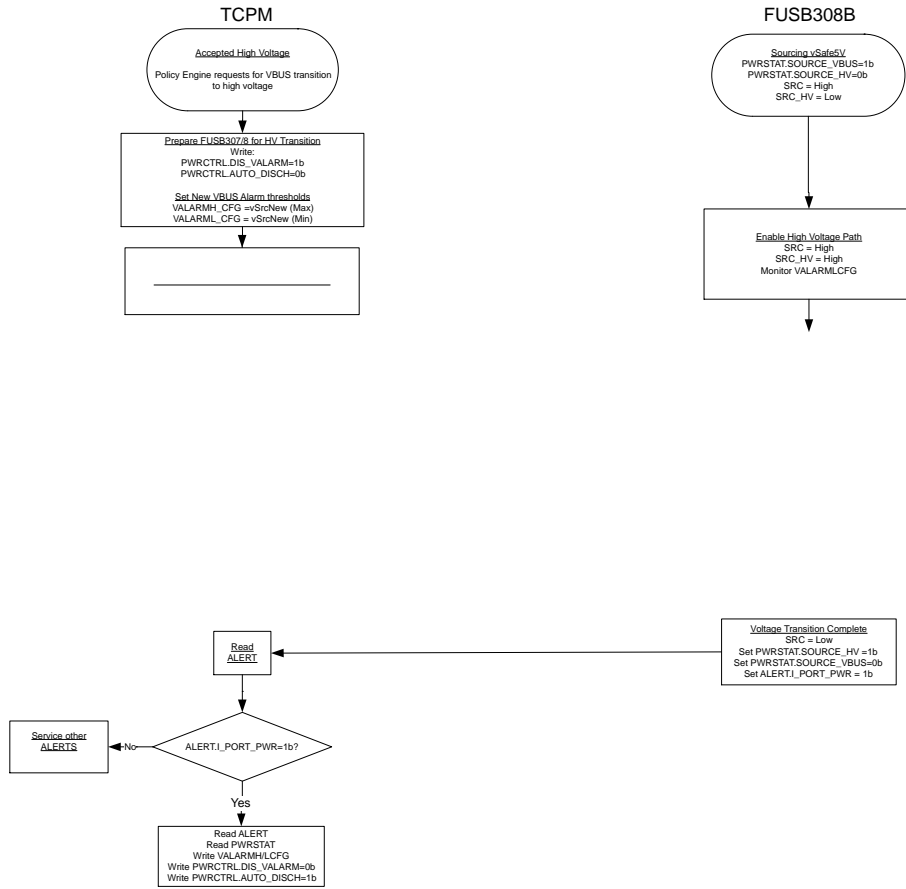 TCPM
Accepted High Voltage
Policy Engine requests for VBUS transition
to high voltage
Prepare FUSB307/8 for HV Transition
Write:
PWRCTRL.DIS_VALARM=1b
PWRCTRL.AUTO_DISCH=0b
Set New VBUS Alarm thresholds
VALARMH_CFG =vSrcNew (Max)
VALARML_CFG = vSrcNew (Min)
FUSB308B
Sourcing vSafe5V
PWRSTAT.SOURCE_VBUS=1b
PWRSTAT.SOURCE_HV=0b
SRC = High
SRC_HV = Low
Enable High Voltage Path
SRC = High
SRC_HV = High
Monitor VALARMLCFG
Voltage Transition Complete
SRC = Low
Set PWRSTAT.SOURCE_HV =1b
Set PWRSTAT.SOURCE_VBUS=0b
Set ALERT.I_PORT_PWR = 1b
Read
ALERT
ALERT.I_PORT_PWR=1b?
No
Service other
ALERTS
Yes
Read ALERT
Read PWRSTAT
Write VALARMH/LCFG
Write PWRCTRL.DIS_VALARM=0b
Write PWRCTRL.AUTO_DISCH=1b